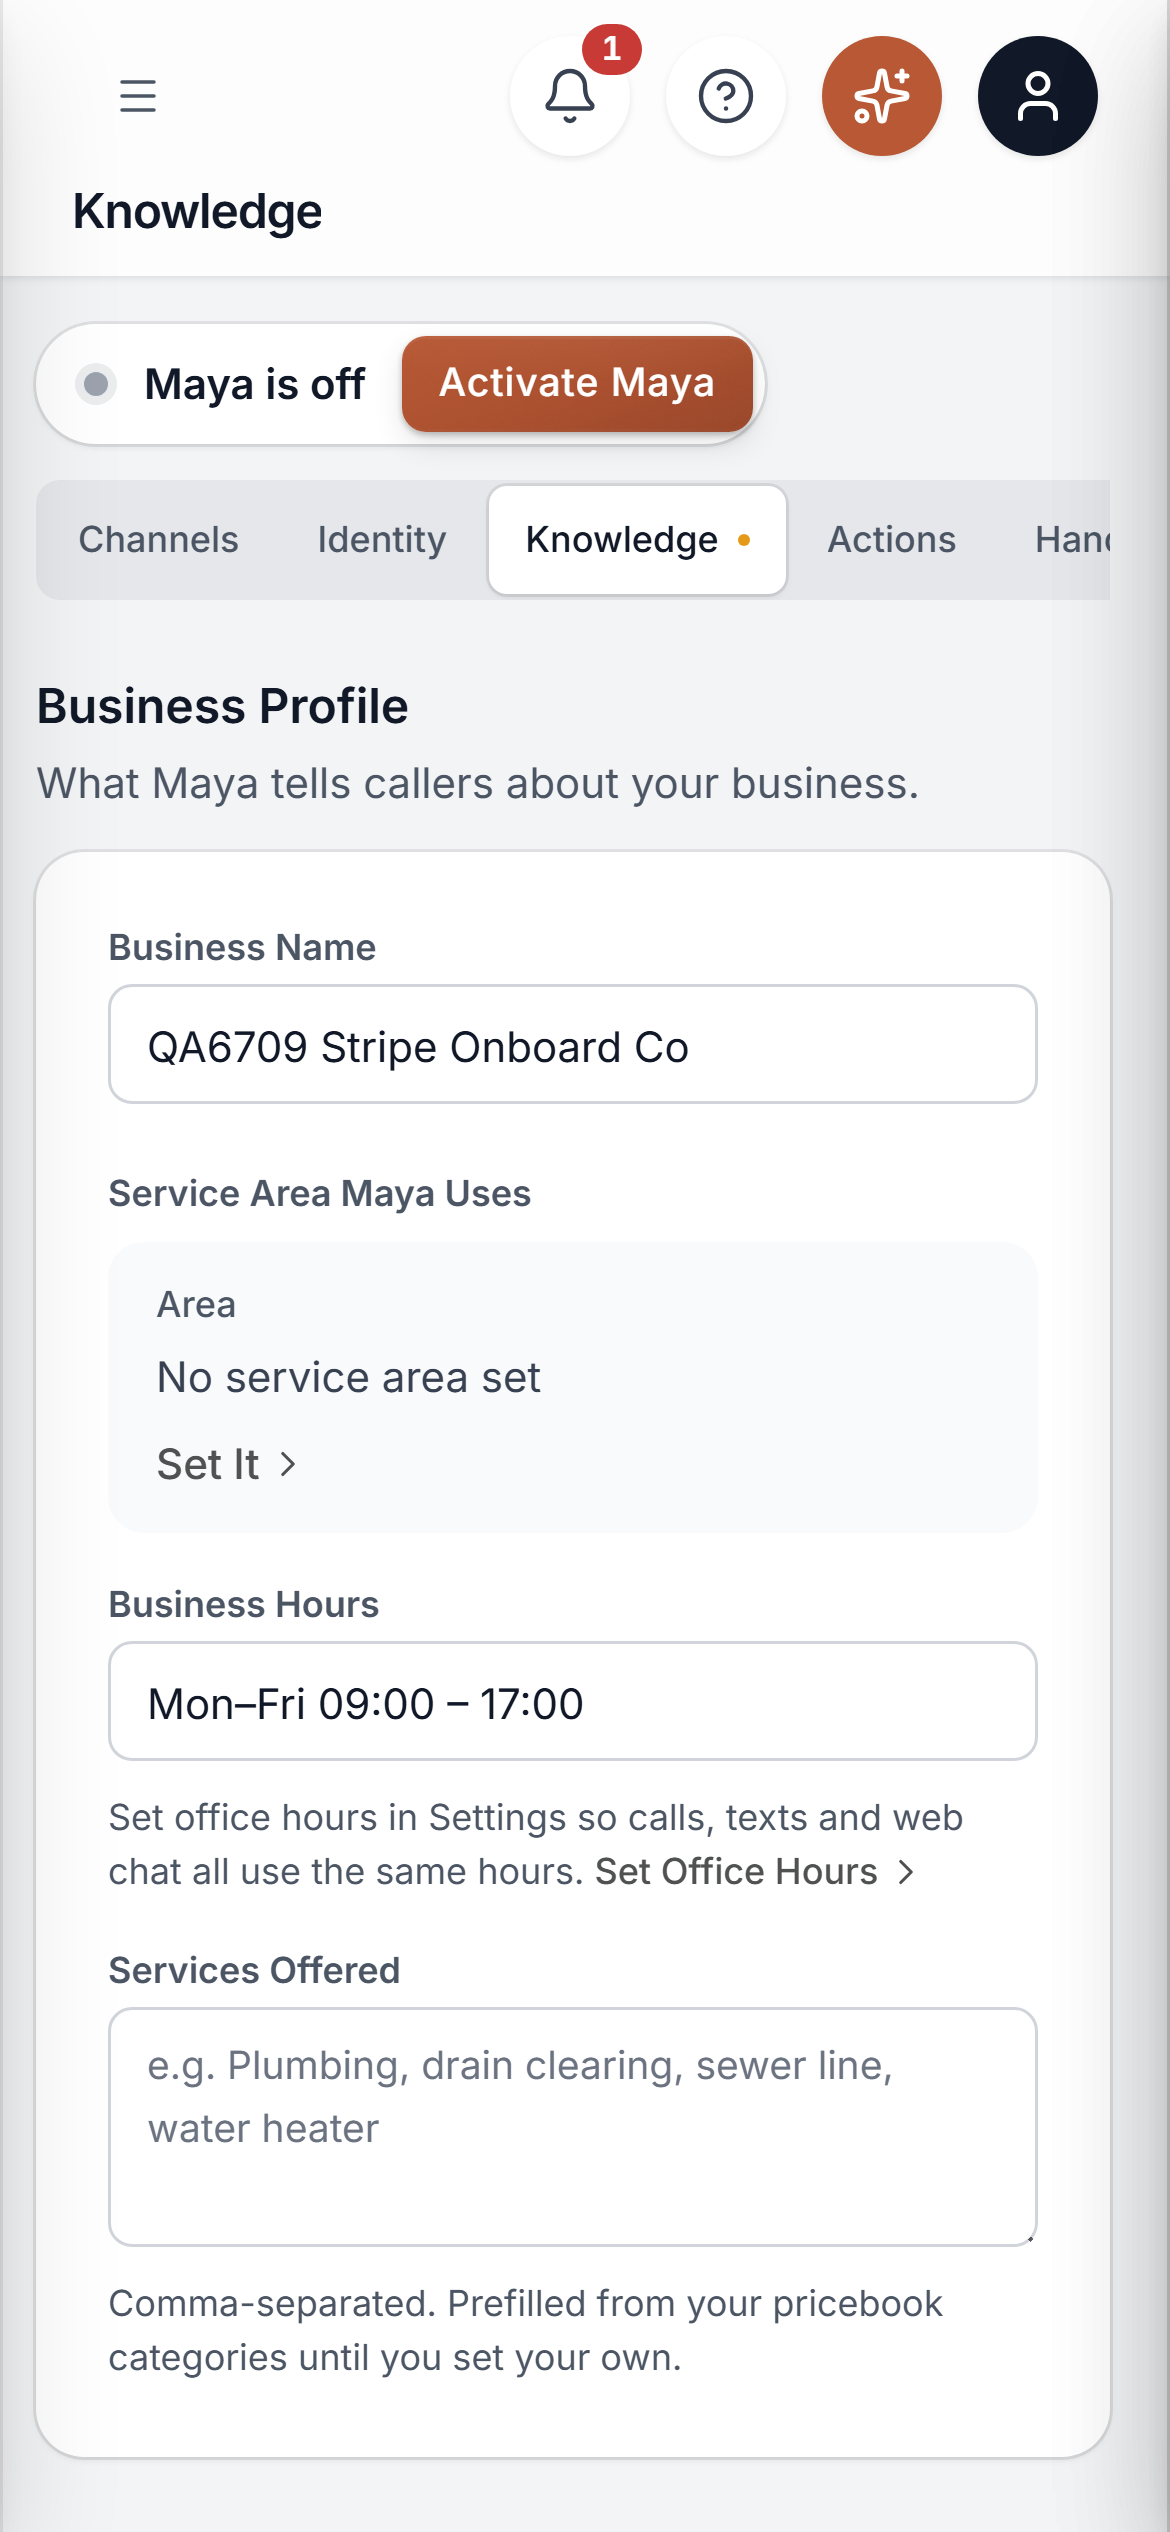 1
Knowledge
Maya is off
Activate Maya
Channels
Identity
Knowledge
Actions
Hand
Business Profile
What Maya tells callers about your business.
Business Name
QA6709 Stripe Onboard Co
Service Area Maya Uses
Area
No service area set
Set It
Business Hours
Mon–Fri 09:00 – 17:00
Set office hours in Settings so calls, texts and web
chat all use the same hours. Set Office Hours
Services Offered
e.g. Plumbing, drain clearing, sewer line,
water heater
Comma-separated. Prefilled from your pricebook
categories until you set your own.